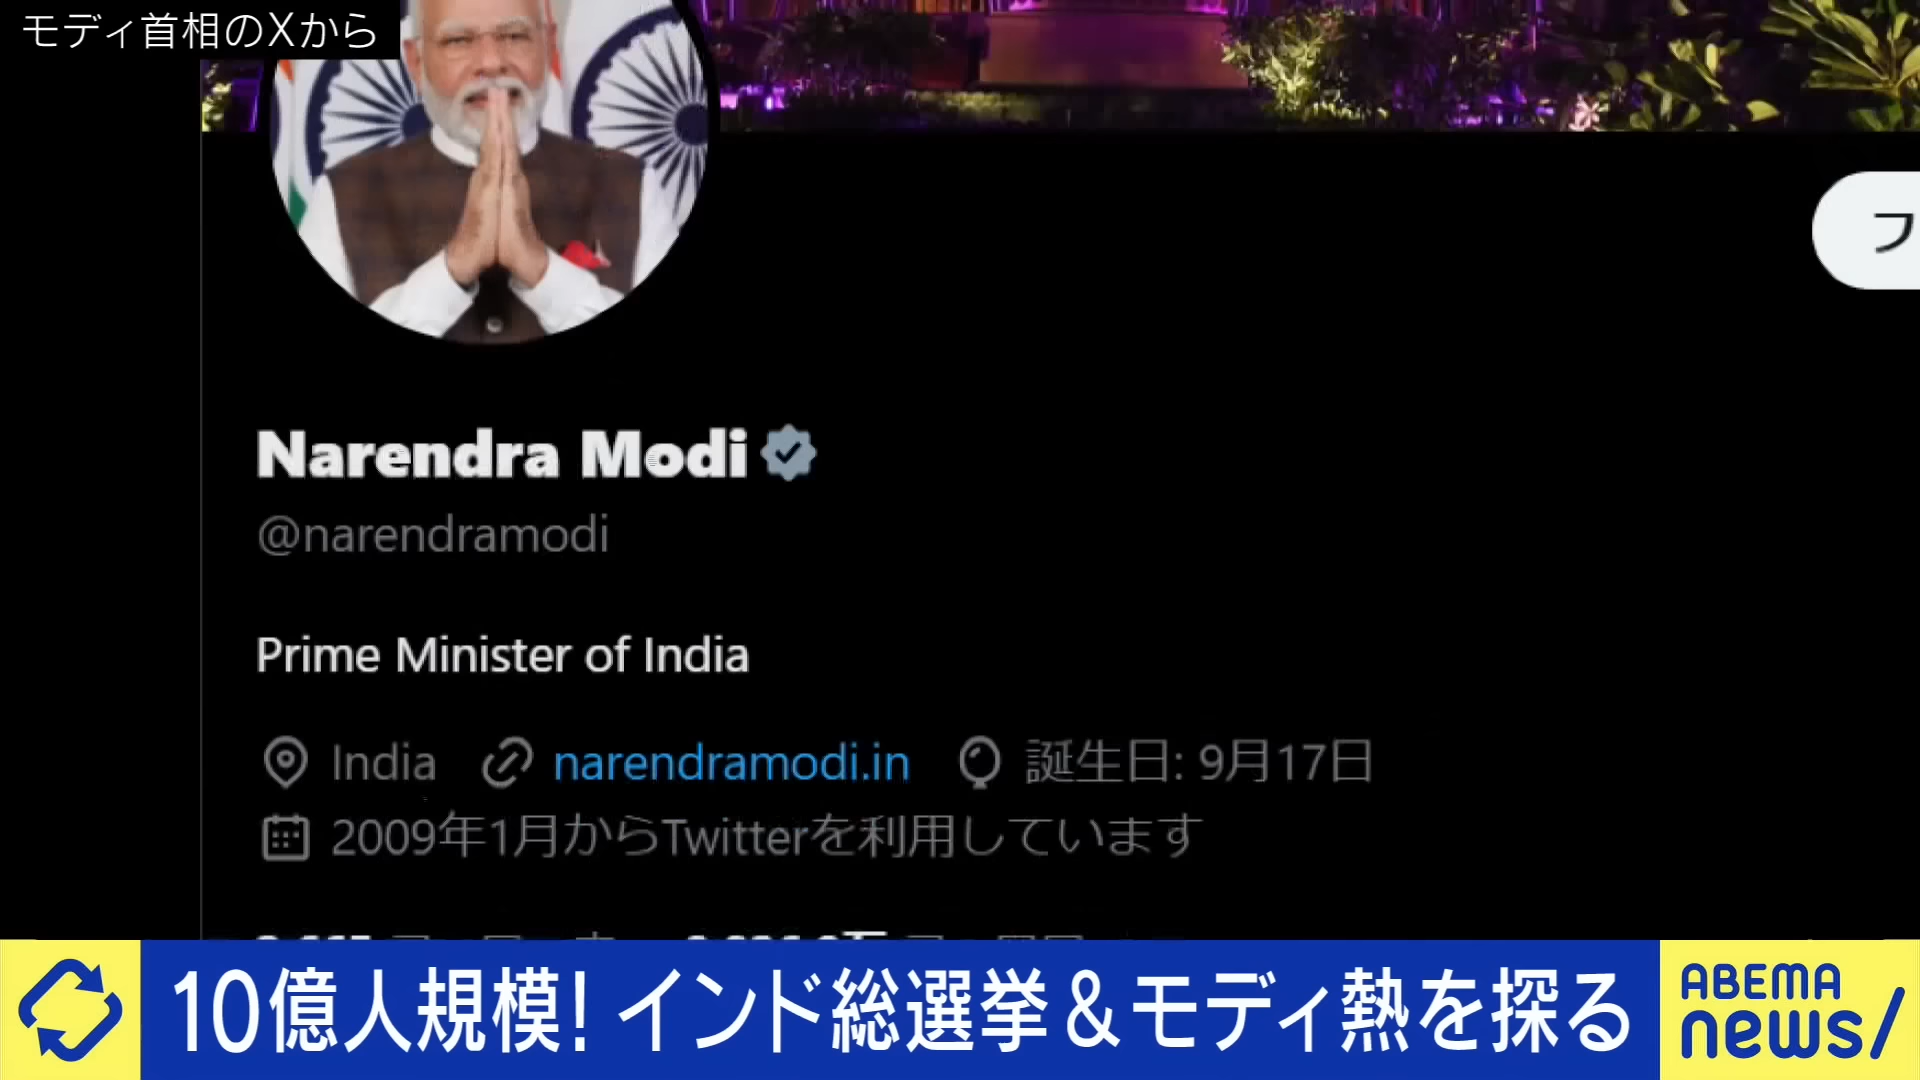 モディ首相のXから
フ
Narendra Modi
@narendramodi
Prime Minister of India
India narendramodi.in 誕生日: 9月17日
2009年1月からTwitterを利用しています
10億人規模! インド総選挙&モディ熱を探る
ABEMA
news/